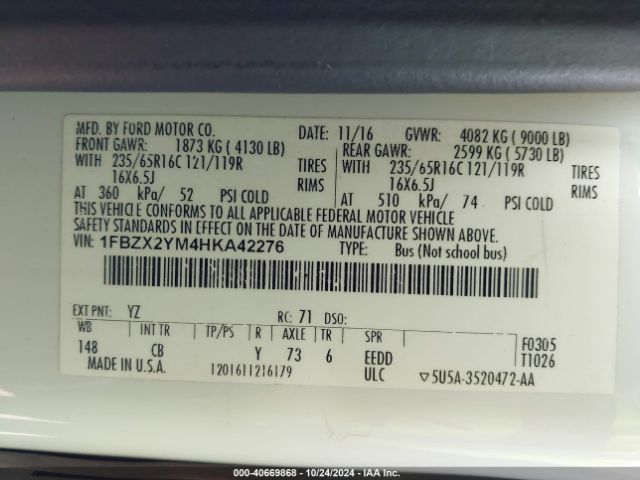 MFD. BY FORD MOTOR CO. DATE: 11/16 GVWR: 4082 KG ( 9000 LB)
FRONT GAWR: 1873 KG ( 4130 LB) REAR GAWR: 2599 KG ( 5730 LB)
WITH 235/65R16C 121/119R TIRES WITH 235/65R16C 121/119R TIRES
16X6.5J RIMS 16X6.5J RIMS
AT 360 kPa/ 52 PSI COLD AT 510 kPa/ 74 PSI COLD
THIS VEHICLE CONFORMS TO ALL APPLICABLE FEDERAL MOTOR VEHICLE
SAFETY STANDARDS IN EFFECT ON THE DATE OF MANUFACTURE SHOWN ABOVE.
VIN: 1FBZX2YM4HKA42276 TYPE: Bus (Not school bus)
EXT PNT: YZ RC: 71 DSO:
WB INT TR TP/PS R AXLE TR SPR F0305
148 CB Y 73 6 EEDD T1026
MADE IN U.S.A. 1201611216179 ULC ▽5U5A-3520472-AA
000-40669868 - 10/24/2024 - IAA Inc.